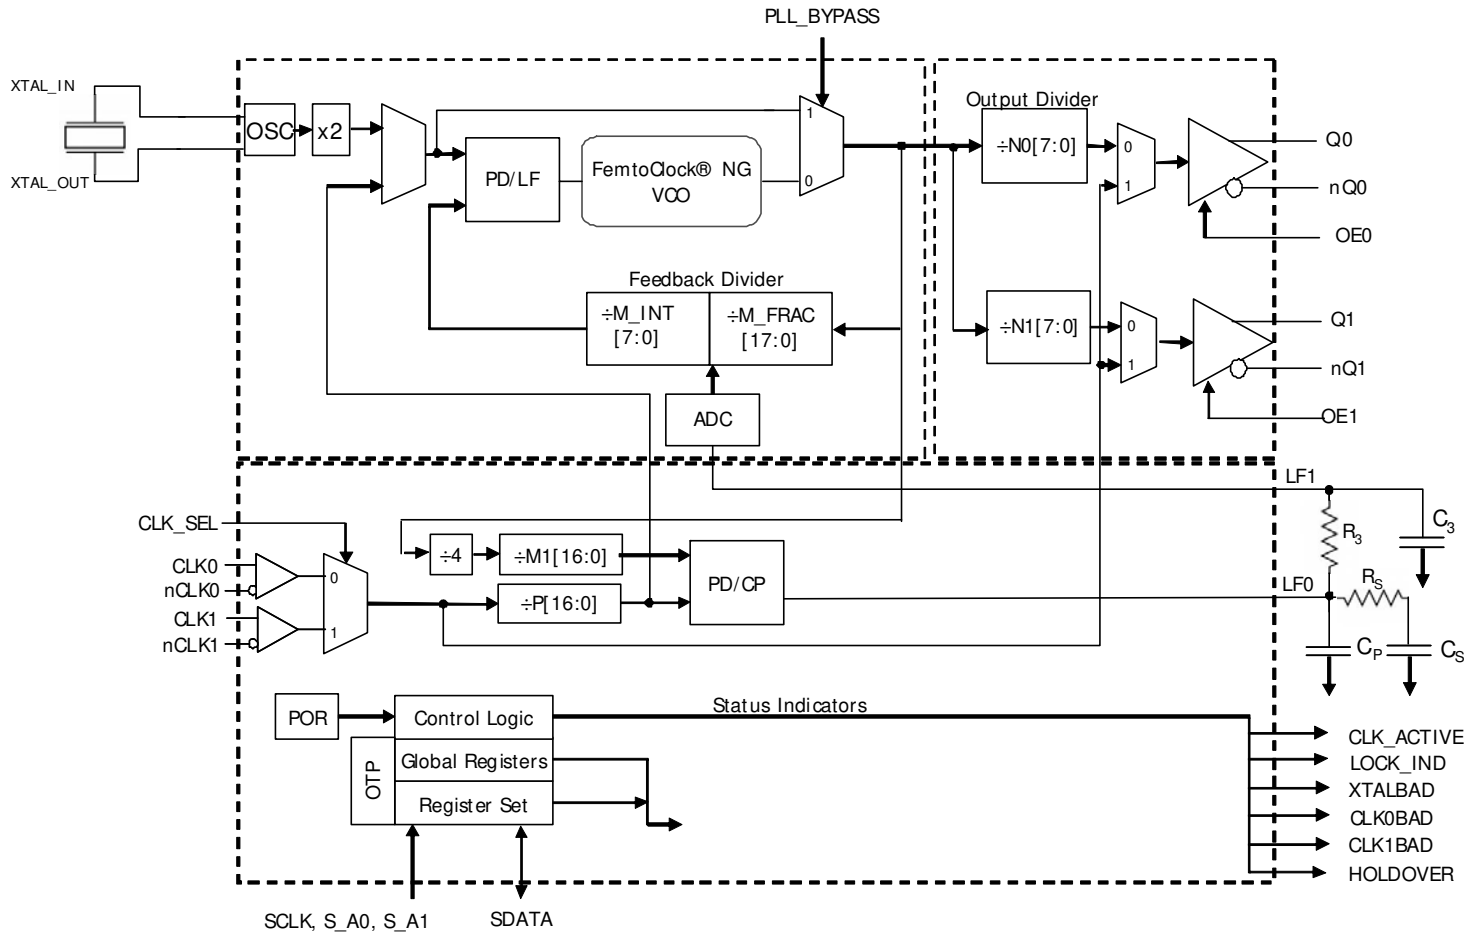 PLL_BYPASS
XTAL_IN
XTAL_OUT
OSC
x2
PD/LF
FemtoClock® NG
VCO
1
0
Output Divider
÷N0[7:0]
0
1
Q0
nQ0
OE0
Feedback Divider
÷M_INT
[7:0]
÷M_FRAC
[17:0]
÷N1[7:0]
0
1
Q1
nQ1
OE1
ADC
LF1
CLK_SEL
CLK0
nCLK0
CLK1
nCLK1
0
1
÷4
÷M1[16:0]
÷P[16:0]
PD/CP
LF0
R3
C3
RS
CP
CS
POR
Control Logic
OTP
Global Registers
Register Set
Status Indicators
CLK_ACTIVE
LOCK_IND
XTALBAD
CLK0BAD
CLK1BAD
HOLDOVER
SCLK, S_A0, S_A1
SDATA